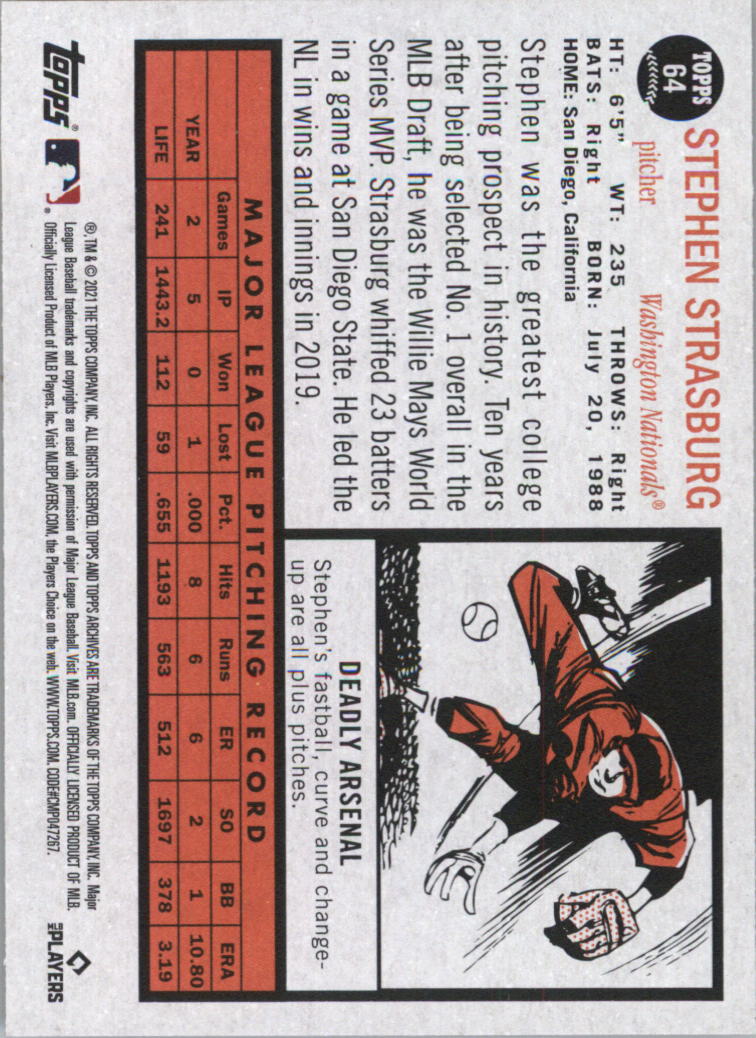 TOPPS
64
STEPHEN STRASBURG
pitcher Washington Nationals®
HT: 6'5" WT: 235 THROWS: Right
BATS: Right BORN: July 20, 1988
HOME: San Diego, California
Stephen was the greatest college
pitching prospect in history. Ten years
after being selected No. 1 overall in the
MLB Draft, he was the Willie Mays World
Series MVP. Strasburg whiffed 23 batters
in a game at San Diego State. He led the
NL in wins and innings in 2019.
DEADLY ARSENAL
Stephen's fastball, curve and change-
up are all plus pitches.
MAJOR LEAGUE PITCHING RECORD
Games IP Won Lost Pct. Hits Runs ER SO BB ERA
YEAR 2 5 0 1 .000 8 6 6 2 1 10.80
LIFE 241 1443.2 112 59 .655 1193 563 512 1697 378 3.19
topps®
®, TM & © 2021 THE TOPPS COMPANY, INC. ALL RIGHTS RESERVED. TOPPS AND TOPPS ARCHIVES ARE TRADEMARKS OF THE TOPPS COMPANY, INC. Major
League Baseball trademarks and copyrights are used with permission of Major League Baseball. Visit MLB.com. OFFICIALLY LICENSED PRODUCT OF MLB.
®. Officially Licensed Product of MLB Players, Inc. Visit MLBPLAYERS.COM, the Players Choice on the web. WWW.TOPPS.COM. CODE#CMP047267.
MLB PLAYERS